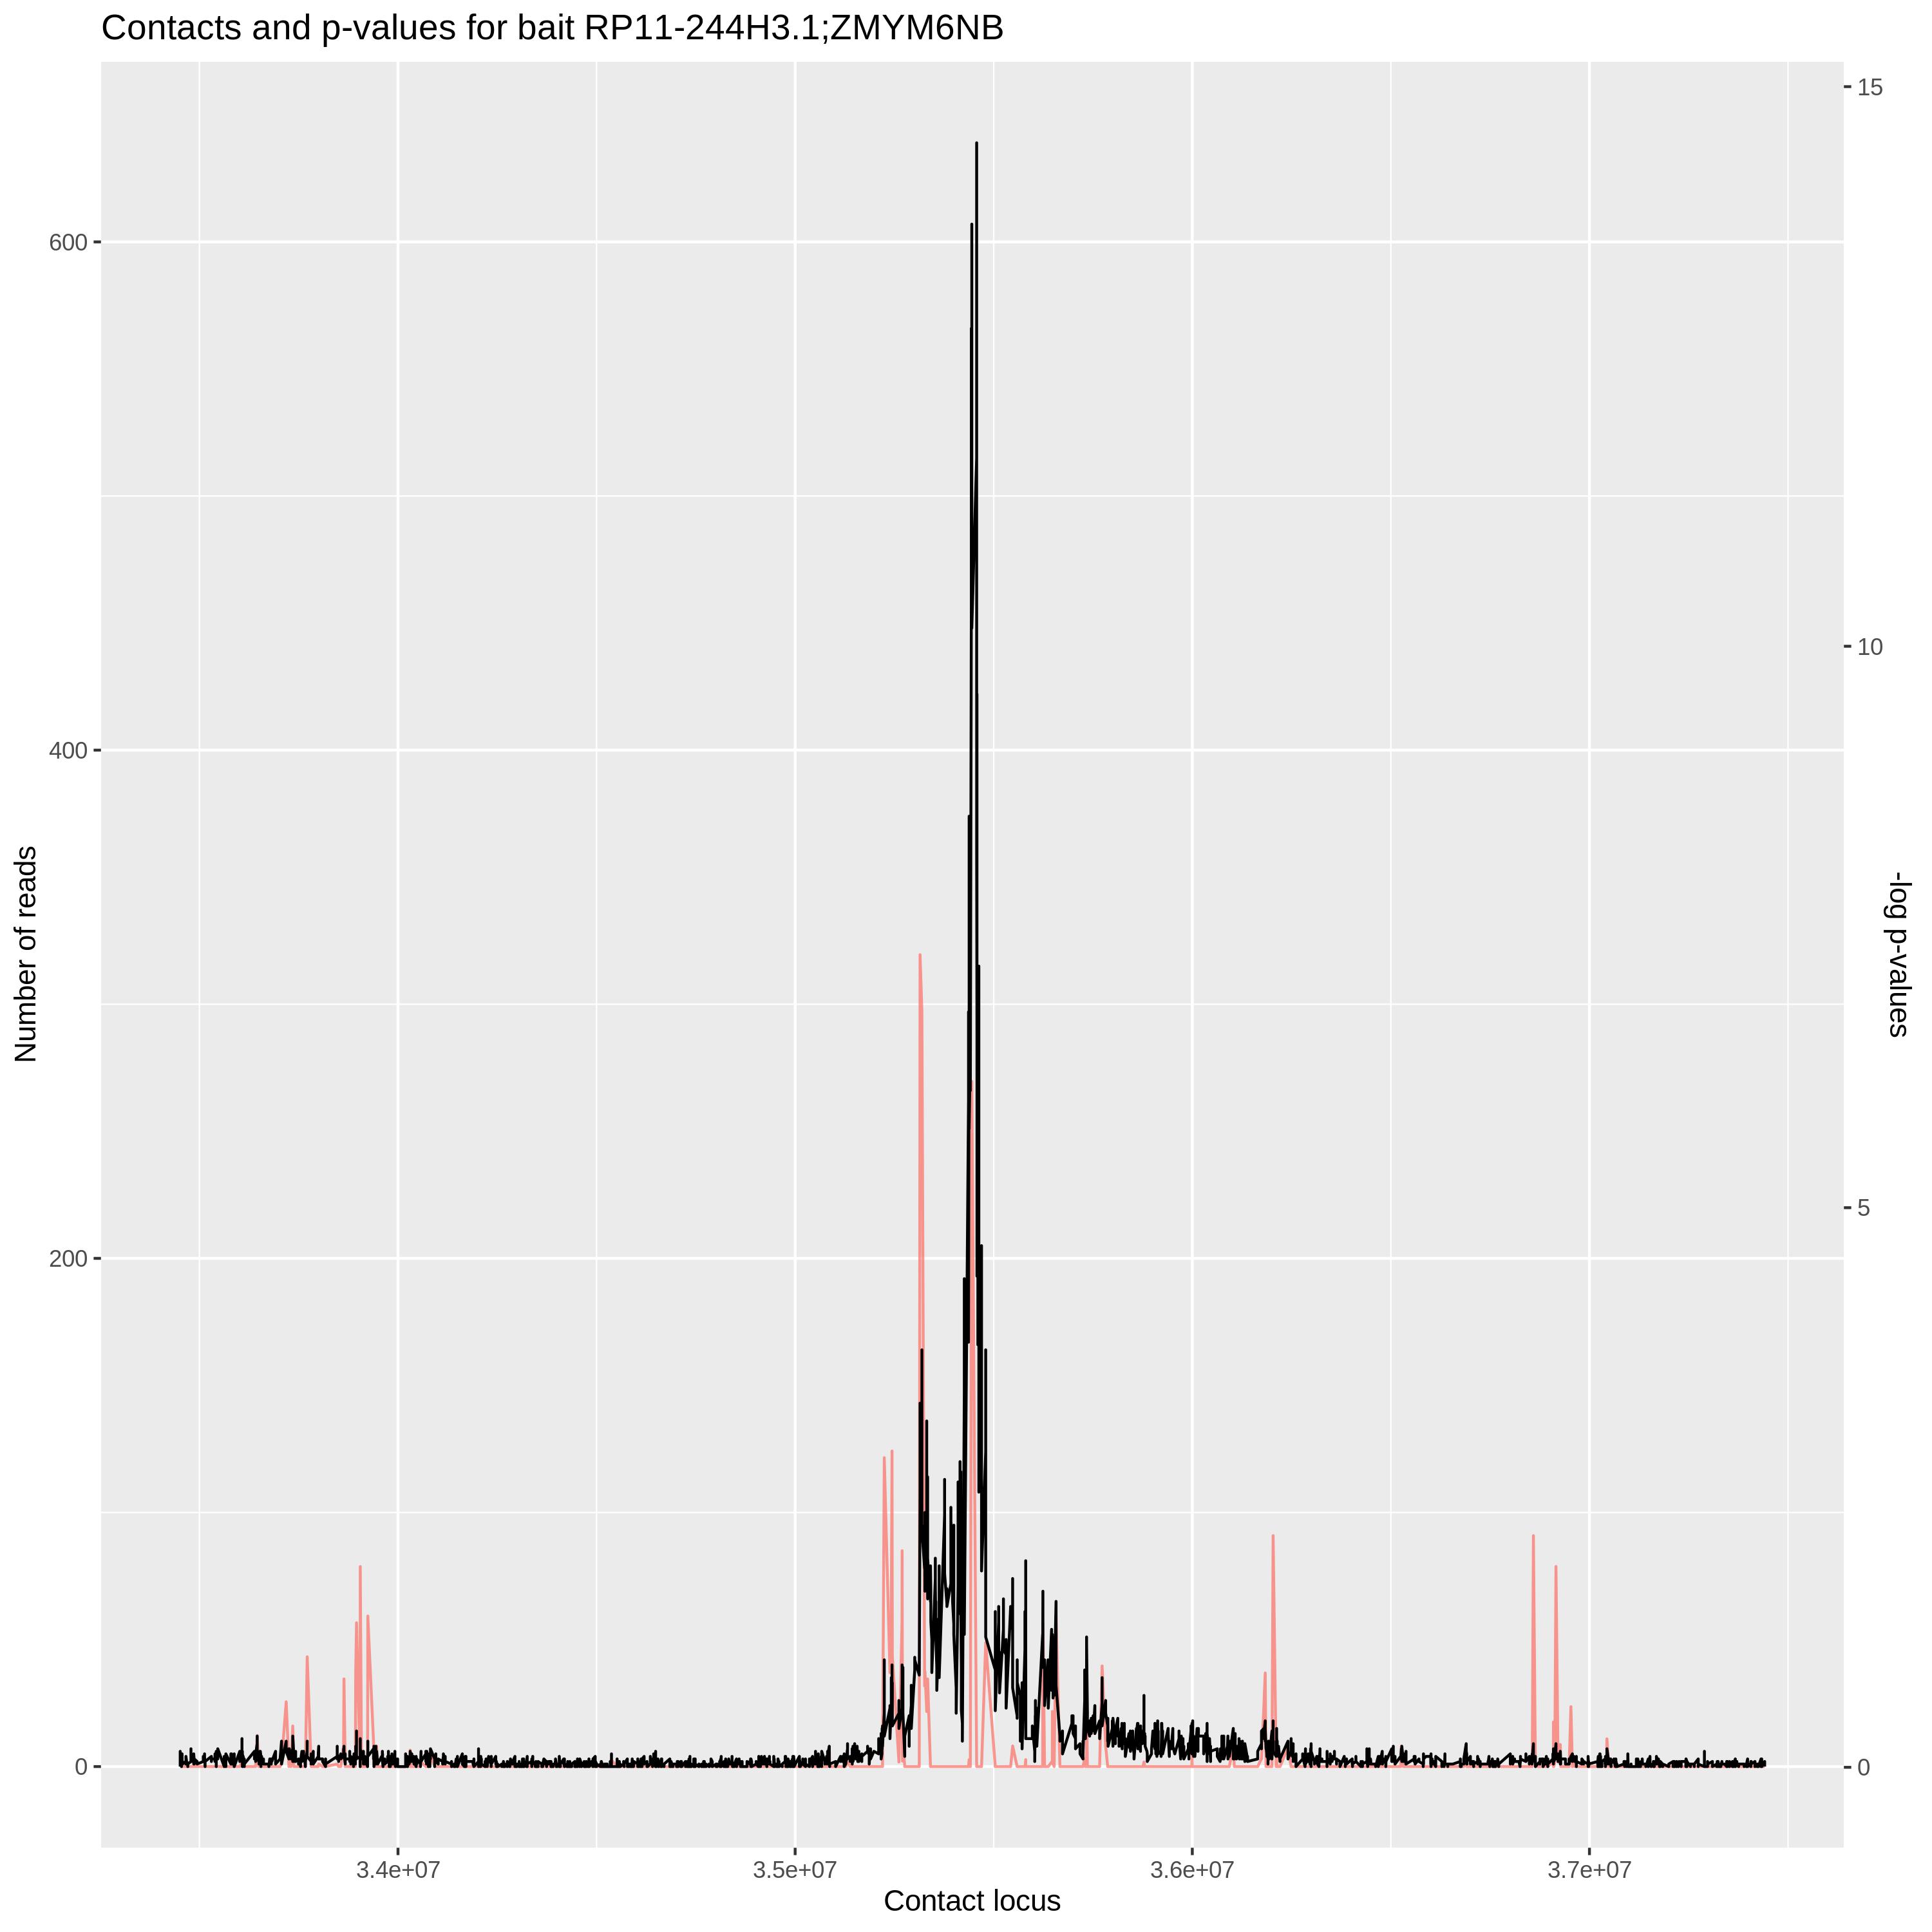 Contacts and p-values for bait RP11-244H3.1;ZMYM6NB
15
600
10
400
Number of reads
-log p-values
5
200
0
0
3.4e+07
3.5e+07
3.6e+07
3.7e+07
Contact locus